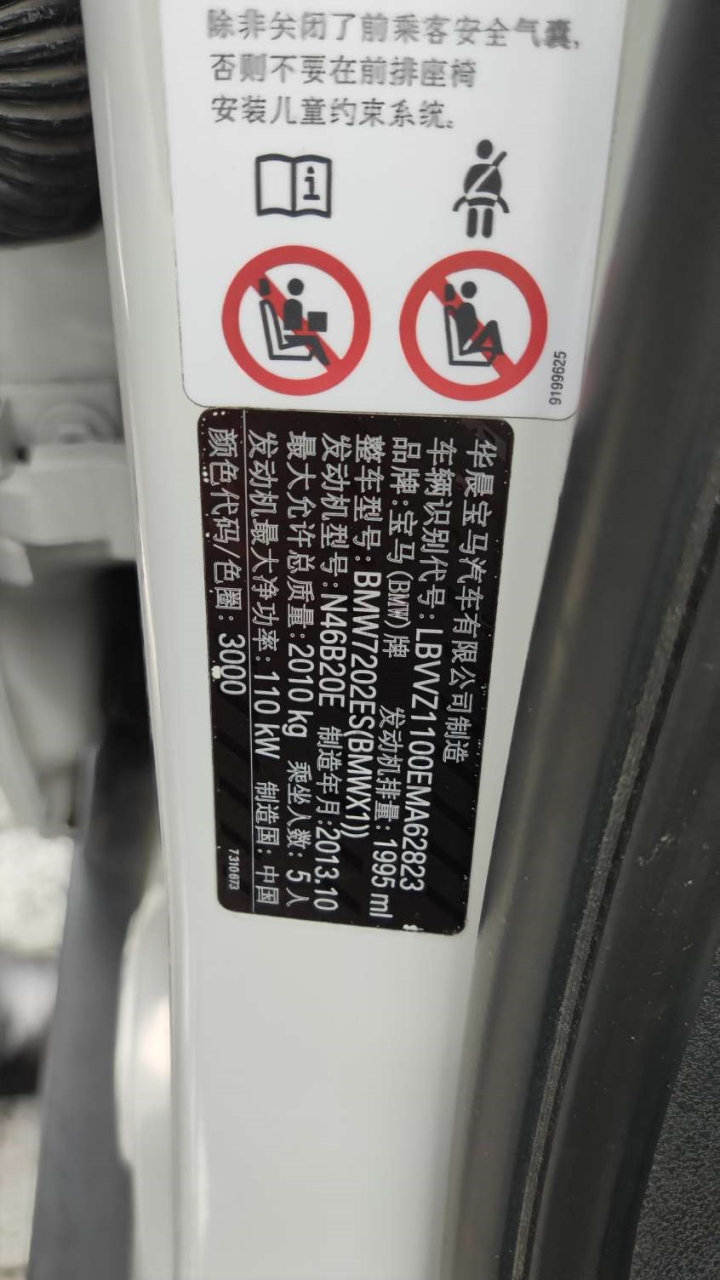 除非关闭了前乘客安全气囊,
否则不要在前排座椅
安装儿童约束系统。
i
9199625
华晨宝马汽车有限公司制造
车辆识别代号: LBVVZ1100EMA62823
品牌: 宝马(BMW)牌 发动机排量: 1995 ml
整车型号: BMW7202ES(BMWX1))
发动机型号: N46B20E 制造年月: 2013.10
最大允许总质量: 2010 kg 乘坐人数: 5人
发动机最大净功率: 110 kW 制造国: 中国
颜色代码/色圈: 3000
7310673